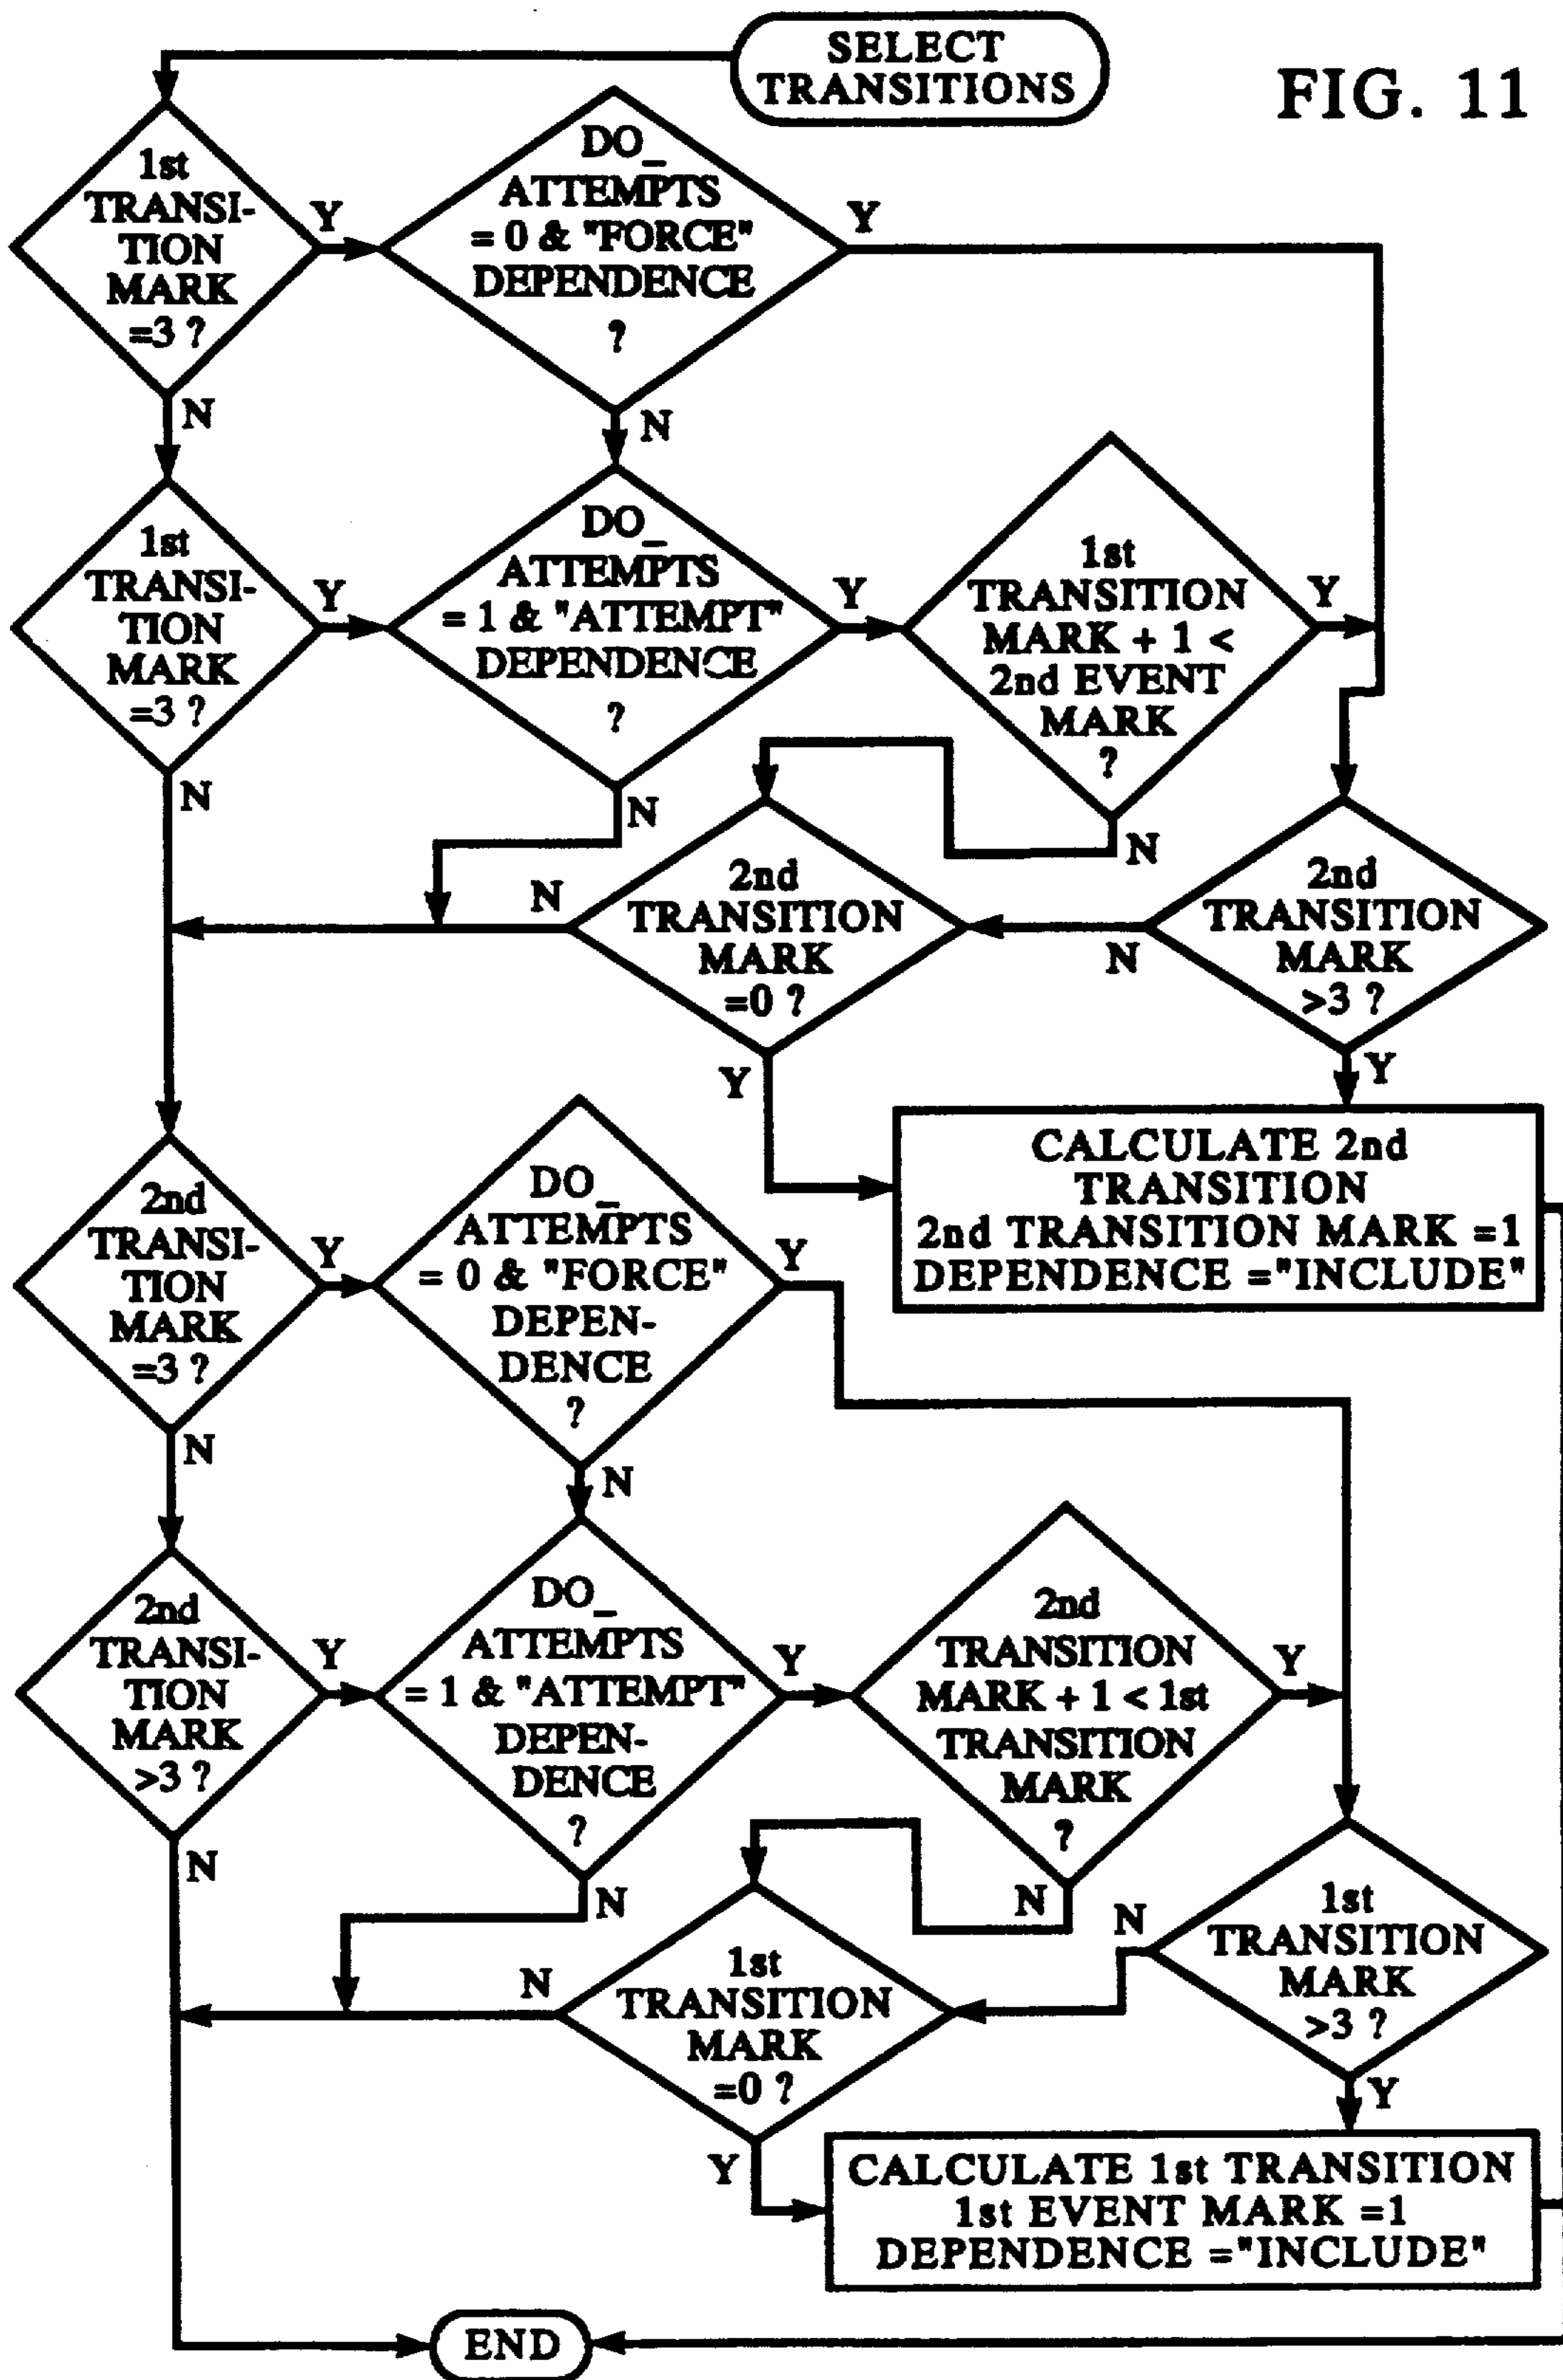 SELECT
TRANSITIONS
FIG. 11
1st
TRANSI-
TION
MARK
=3 ?
Y
N
DO_
ATTEMPTS
= 0 & "FORCE"
DEPENDENCE
?
Y
N
1st
TRANSI-
TION
MARK
=3 ?
Y
N
DO_
ATTEMPTS
= 1 & "ATTEMPT"
DEPENDENCE
?
Y
N
1st
TRANSITION
MARK + 1 <
2nd EVENT
MARK
?
Y
N
2nd
TRANSITION
MARK
=0 ?
N
Y
2nd
TRANSITION
MARK
>3 ?
N
Y
CALCULATE 2nd
TRANSITION
2nd TRANSITION MARK =1
DEPENDENCE ="INCLUDE"
2nd
TRANSI-
TION
MARK
=3 ?
Y
N
DO_
ATTEMPTS
= 0 & "FORCE"
DEPEN-
DENCE
?
Y
N
2nd
TRANSI-
TION
MARK
>3 ?
Y
N
DO_
ATTEMPTS
= 1 & "ATTEMPT"
DEPEN-
DENCE
?
Y
N
2nd
TRANSITION
MARK + 1 < 1st
TRANSITION
MARK
?
Y
N
1st
TRANSITION
MARK
=0 ?
N
Y
1st
TRANSITION
MARK
>3 ?
N
Y
CALCULATE 1st TRANSITION
1st EVENT MARK =1
DEPENDENCE ="INCLUDE"
END